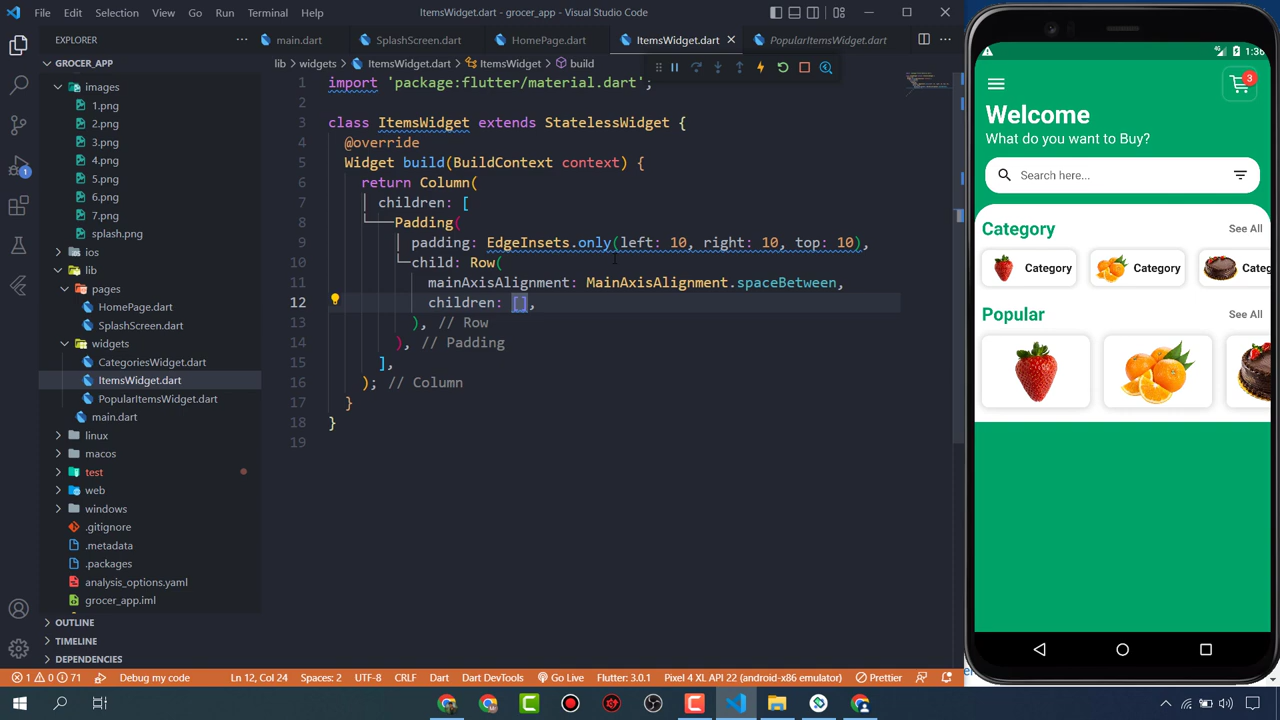 File Edit Selection View Go Run Terminal Help
ItemsWidget.dart - grocer_app - Visual Studio Code
EXPLORER
main.dart
SplashScreen.dart
HomePage.dart
ItemsWidget.dart
PopularItemsWidget.dart
GROCER_APP
images
1.png
2.png
3.png
4.png
5.png
6.png
7.png
splash.png
ios
lib
pages
HomePage.dart
SplashScreen.dart
widgets
CategoriesWidget.dart
ItemsWidget.dart
PopularItemsWidget.dart
main.dart
linux
macos
test
web
windows
.gitignore
.metadata
.packages
analysis_options.yaml
grocer_app.iml
OUTLINE
TIMELINE
DEPENDENCIES
lib > widgets > ItemsWidget.dart > ItemsWidget > build
1 import 'package:flutter/material.dart';
2
3 class ItemsWidget extends StatelessWidget {
4 @override
5 Widget build(BuildContext context) {
6 return Column(
7 children: [
8 Padding(
9 padding: EdgeInsets.only(left: 10, right: 10, top: 10),
10 child: Row(
11 mainAxisAlignment: MainAxisAlignment.spaceBetween,
12 children: [],
13 ), // Row
14 ), // Padding
15 ],
16 ); // Column
17 }
18 }
19
1:36
3
Welcome
What do you want to Buy?
Search here...
Category See All
Category Category Categ
Popular See All
1 0 71 Debug my code Ln 12, Col 24 Spaces: 2 UTF-8 CRLF Dart Dart DevTools Go Live Flutter: 3.0.1 Pixel 4 XL API 22 (android-x86 emulator) Prettier
1